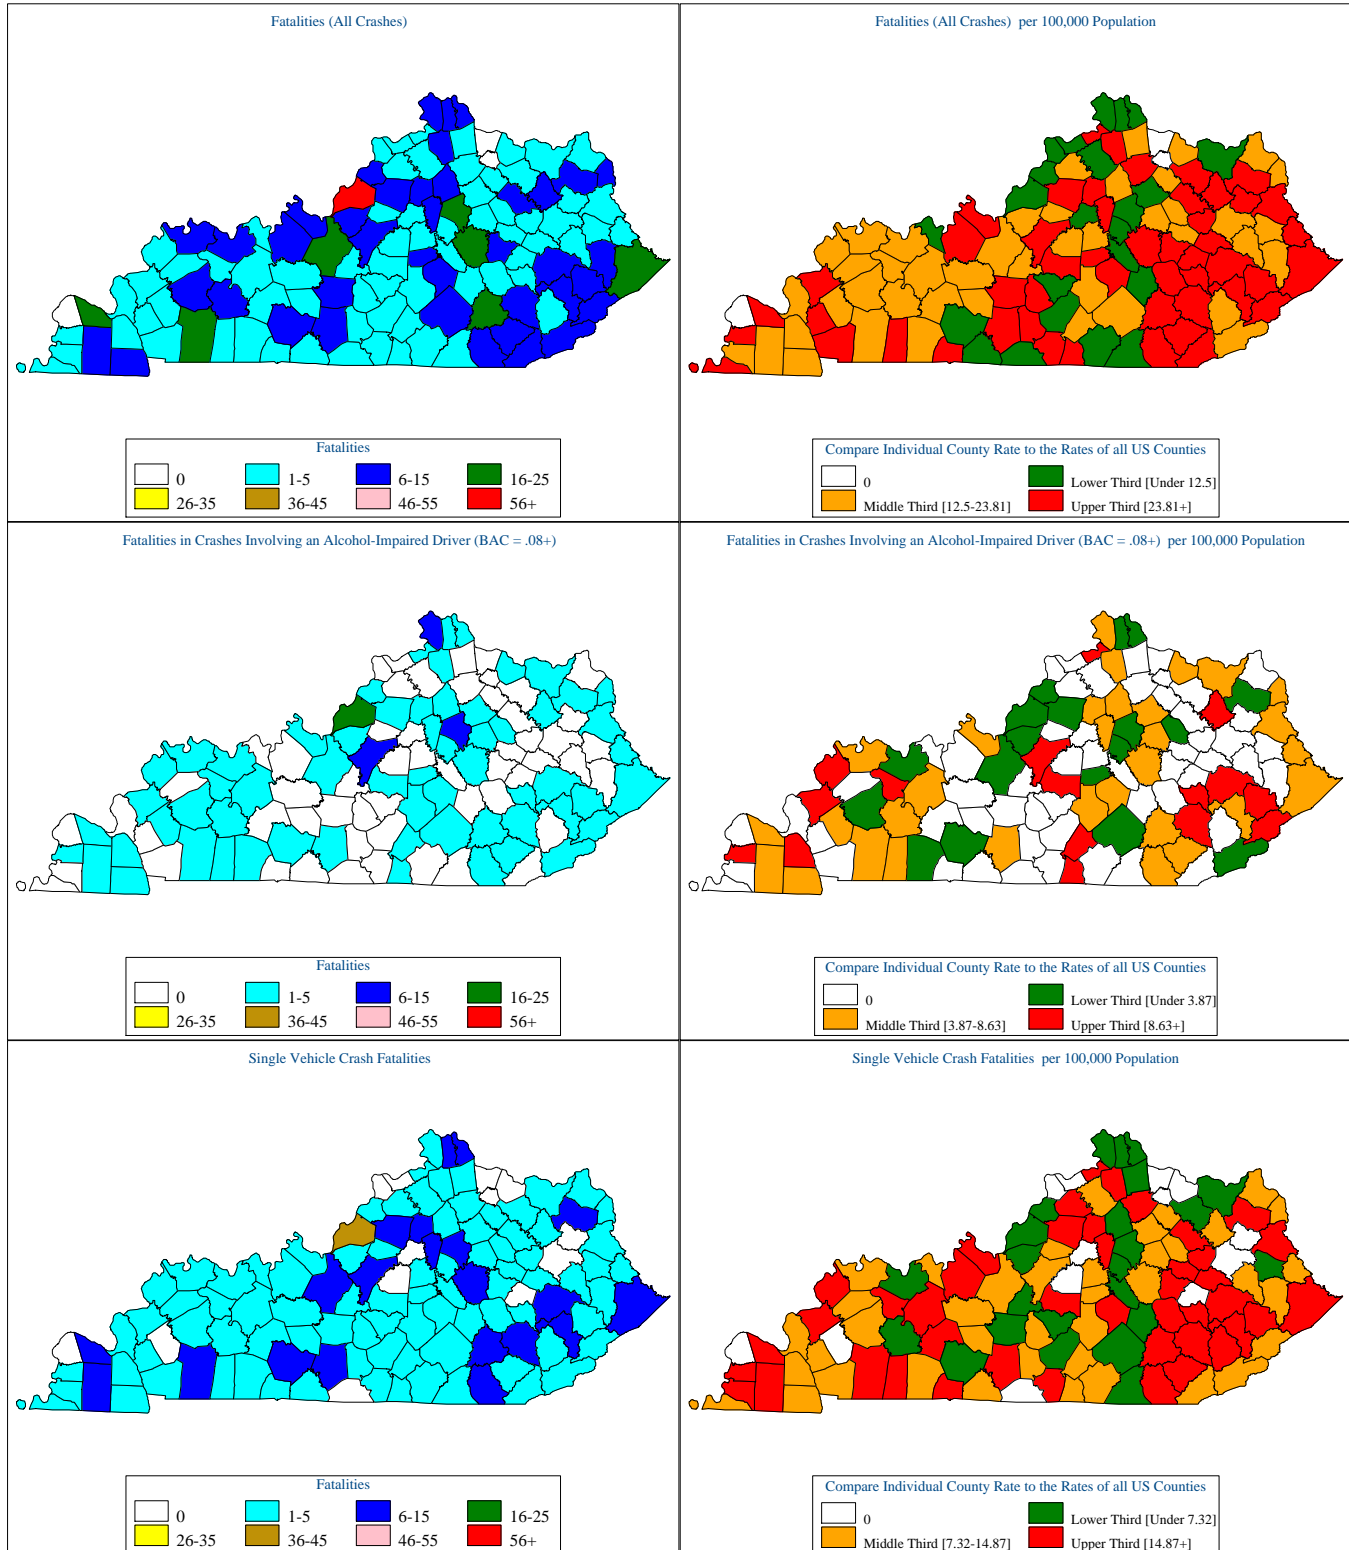 Fatalities (All Crashes)
Fatalities
0
1-5
6-15
16-25
26-35
36-45
46-55
56+
Fatalities (All Crashes) per 100,000 Population
Compare Individual County Rate to the Rates of all US Counties
0
Lower Third [Under 12.5]
Middle Third [12.5-23.81]
Upper Third [23.81+]
Fatalities in Crashes Involving an Alcohol-Impaired Driver (BAC = .08+)
Fatalities
0
1-5
6-15
16-25
26-35
36-45
46-55
56+
Fatalities in Crashes Involving an Alcohol-Impaired Driver (BAC = .08+) per 100,000 Population
Compare Individual County Rate to the Rates of all US Counties
0
Lower Third [Under 3.87]
Middle Third [3.87-8.63]
Upper Third [8.63+]
Single Vehicle Crash Fatalities
Fatalities
0
1-5
6-15
16-25
26-35
36-45
46-55
56+
Single Vehicle Crash Fatalities per 100,000 Population
Compare Individual County Rate to the Rates of all US Counties
0
Lower Third [Under 7.32]
Middle Third [7.32-14.87]
Upper Third [14.87+]